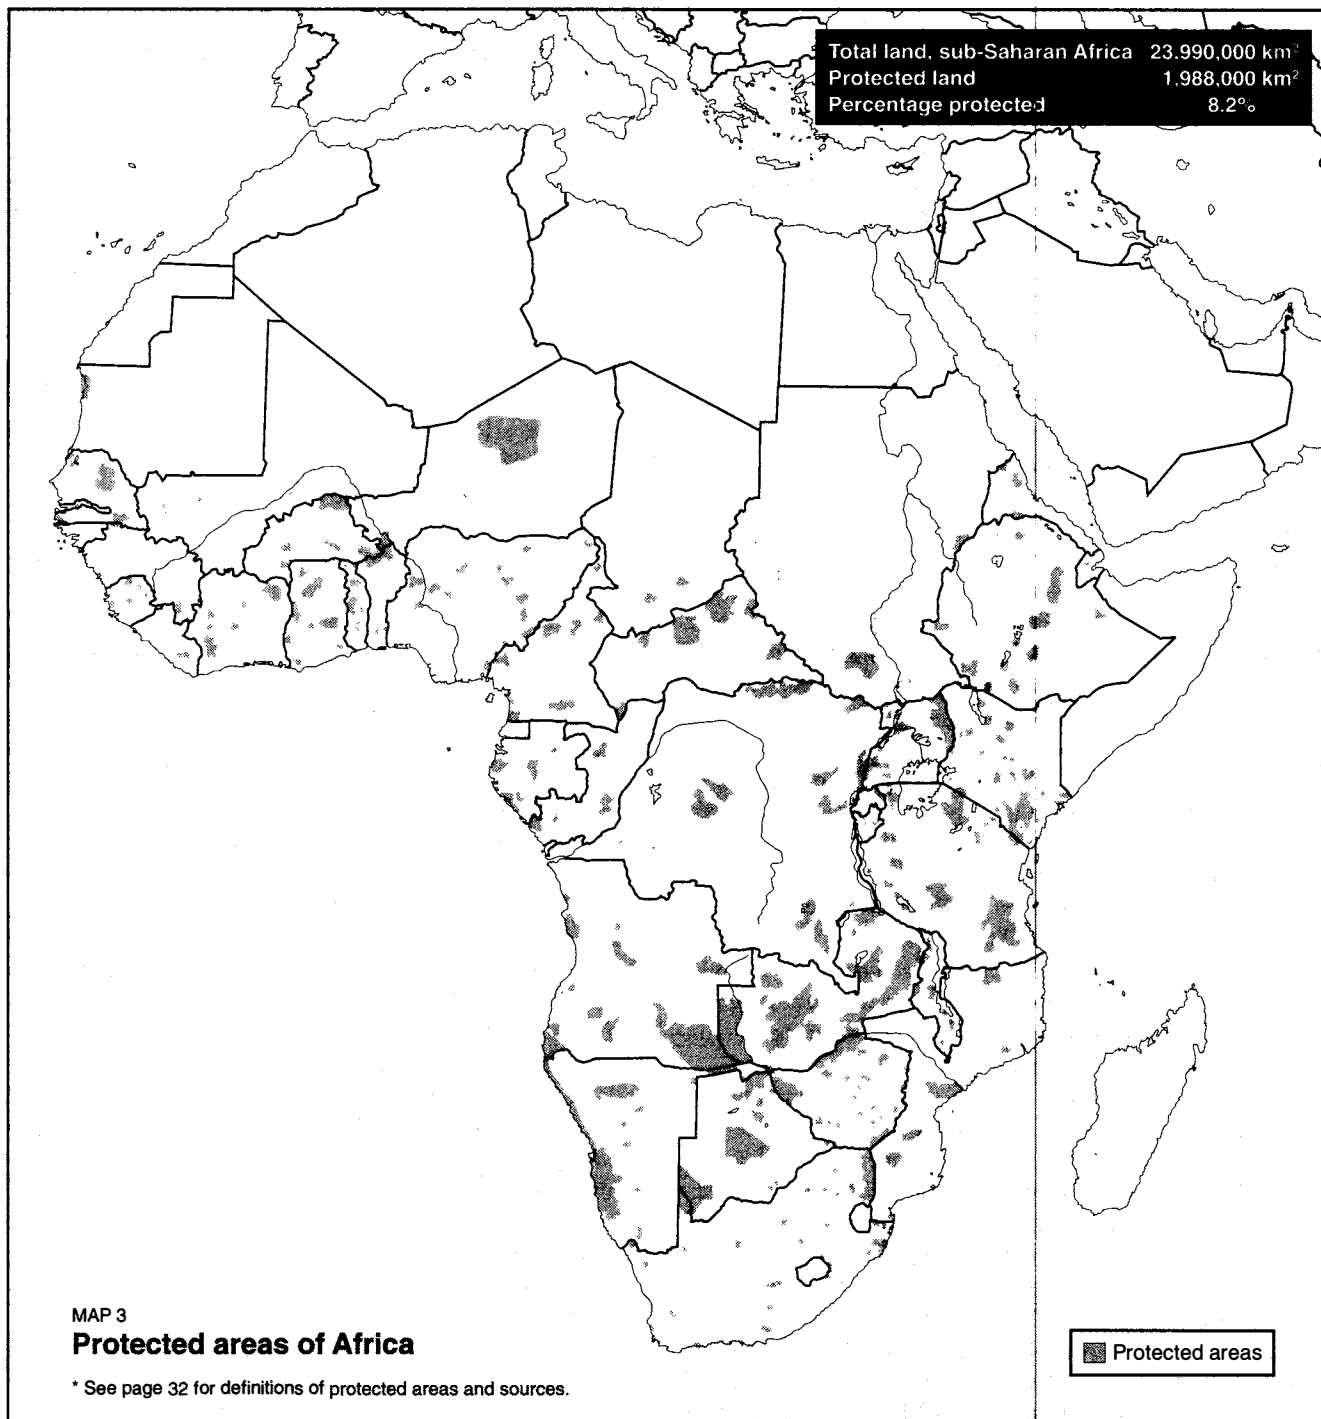 Total land, sub-Saharan Africa 23.990,000 km²
Protected land 1,988,000 km²
Percentage protected 8.2%
MAP 3
Protected areas of Africa
* See page 32 for definitions of protected areas and sources.
Protected areas